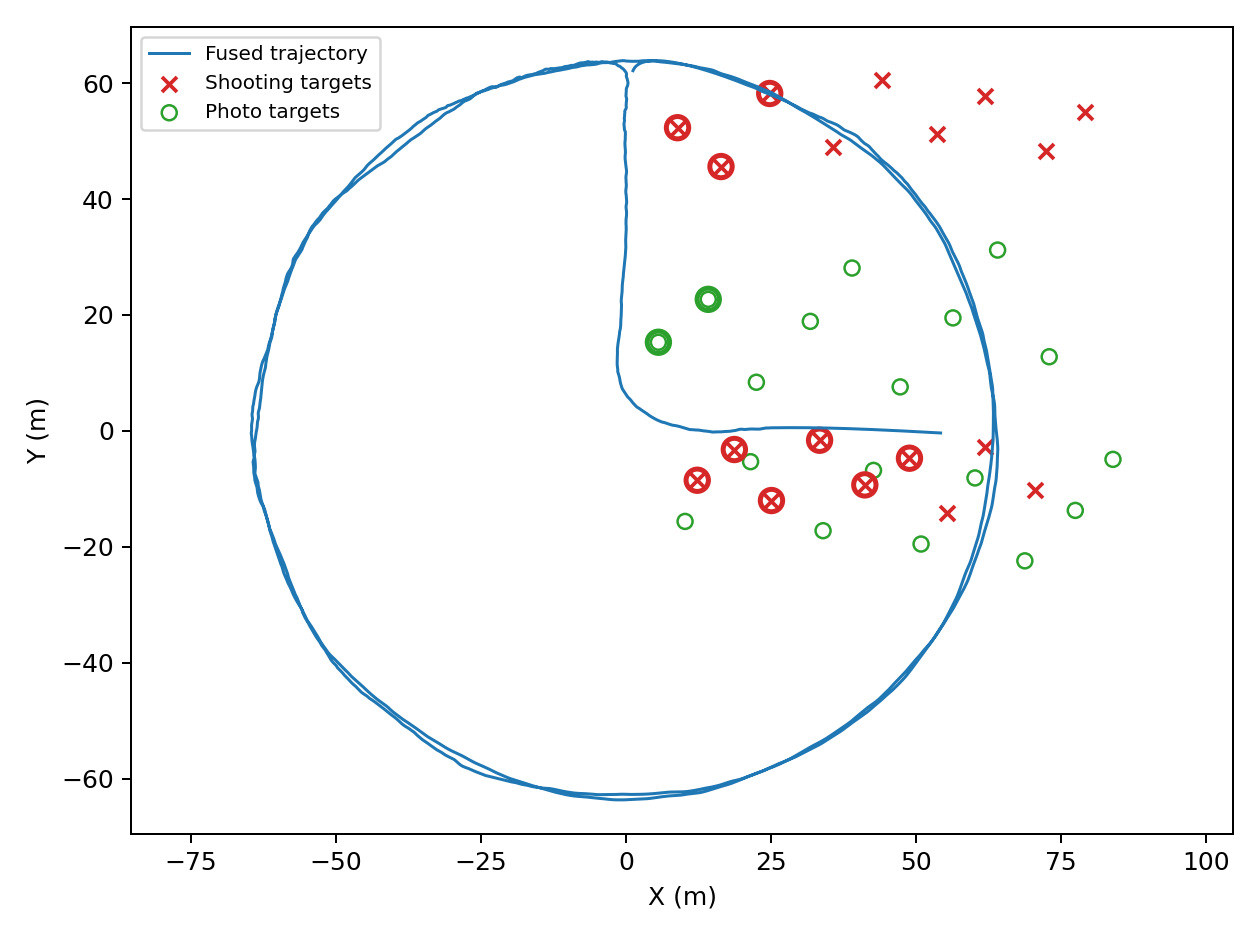 Fused trajectory
Shooting targets
Photo targets
60
40
20
0
−20
−40
−60
Y (m)
−75 −50 −25 0 25 50 75 100
X (m)